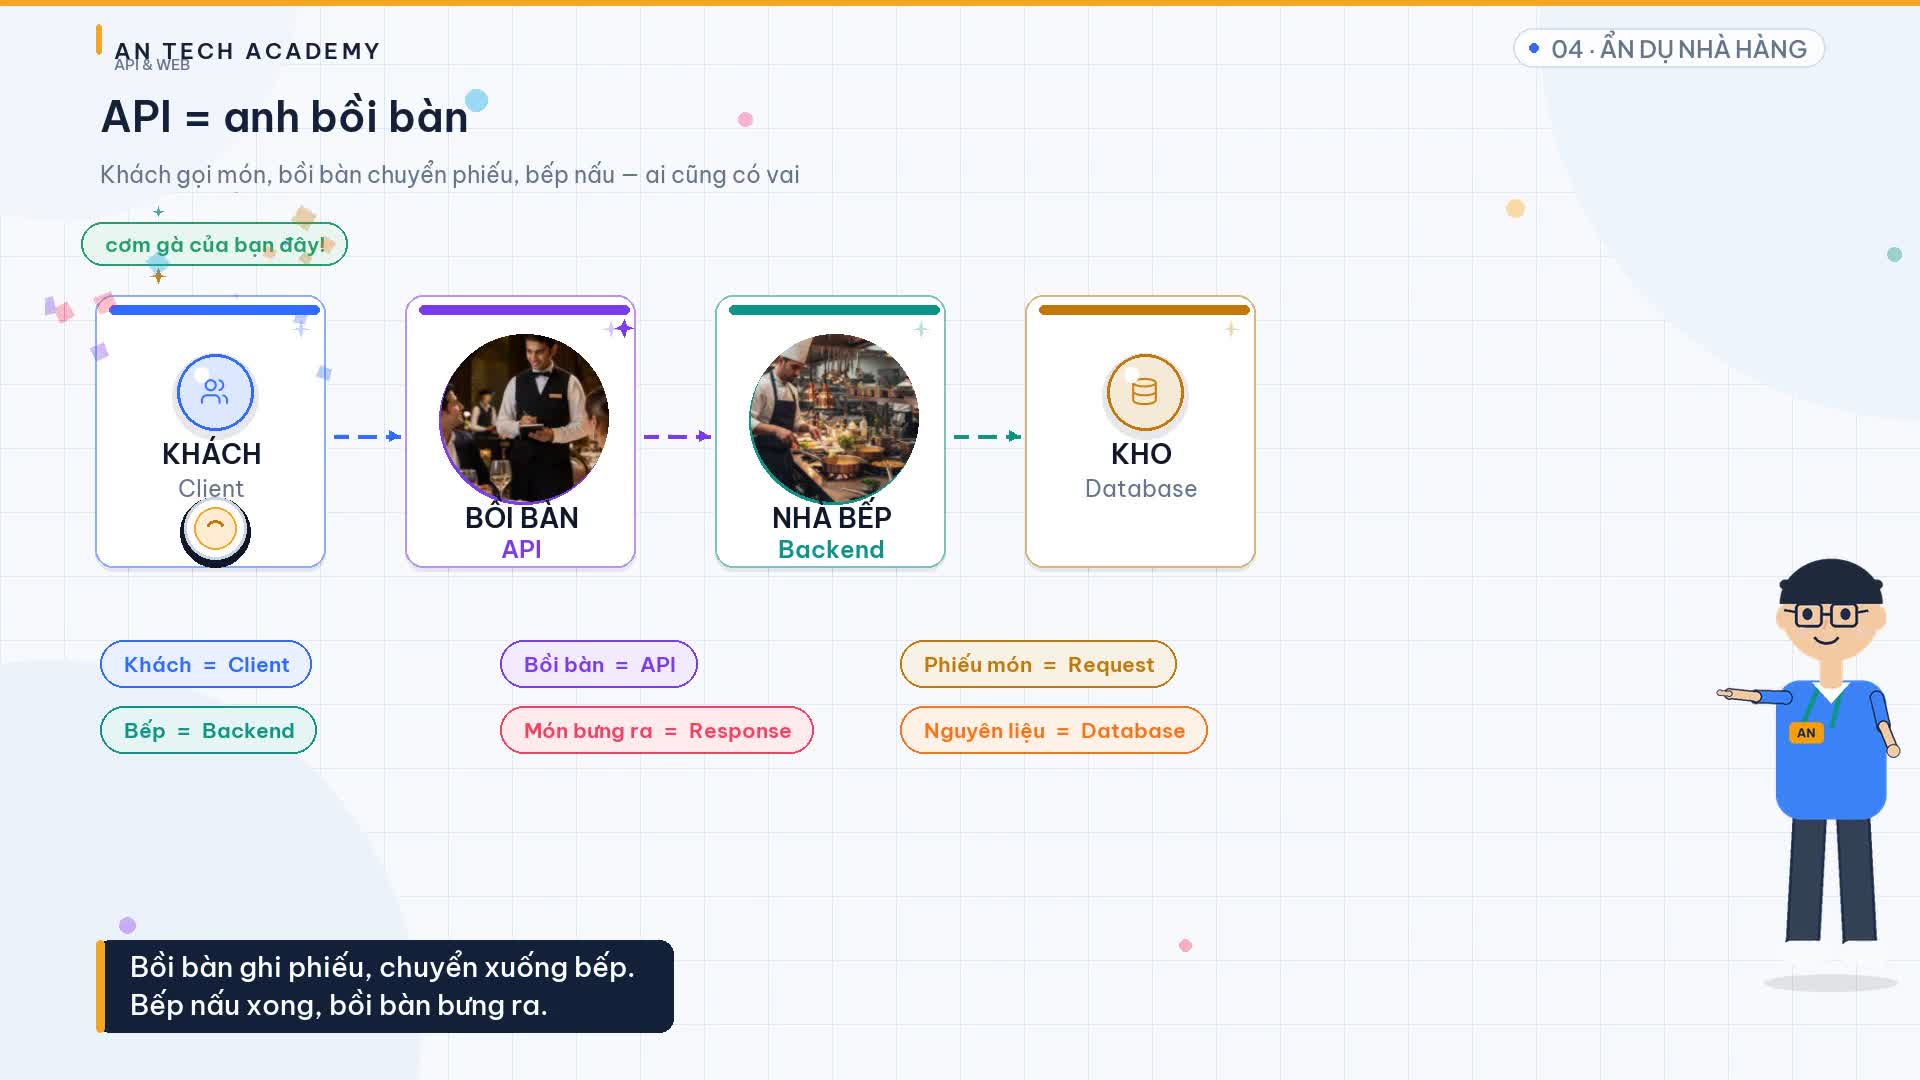 AN TECH ACADEMY
API & WEB
04 · ẨN DỤ NHÀ HÀNG
API = anh bồi bàn
Khách gọi món, bồi bàn chuyển phiếu, bếp nấu — ai cũng có vai
cơm gà của bạn đây!
KHÁCH
Client
BỒI BÀN
API
NHÀ BẾP
Backend
KHO
Database
Khách = Client
Bồi bàn = API
Phiếu món = Request
Bếp = Backend
Món bưng ra = Response
Nguyên liệu = Database
AN
Bồi bàn ghi phiếu, chuyển xuống bếp.
Bếp nấu xong, bồi bàn bưng ra.